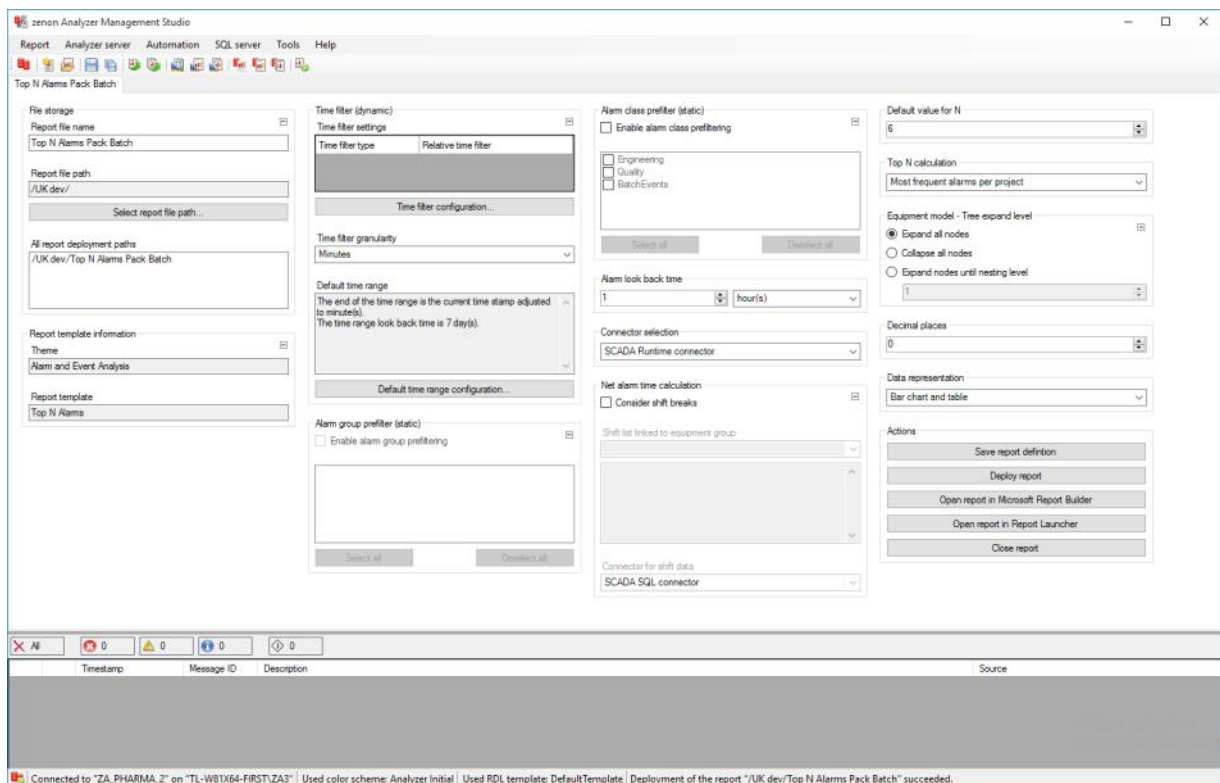 zenon Analyzer Management Studio
Report Analyzer server Automation SQL server Tools Help
Top N Alarms Pack Batch
File storage
Report file name
Top N Alarms Pack Batch
Report file path
/UK dev/
Select report file path...
All report deployment paths
/UK dev/Top N Alarms Pack Batch
Report template information
Theme
Alarm and Event Analysis
Report template
Top N Alarms
Time filter (dynamic)
Time filter settings
Time filter type Relative time filter
Time filter configuration...
Time filter granularity
Minutes
Default time range
The end of the time range is the current time stamp adjusted
to minute(s).
The time range look back time is 7 day(s).
Default time range configuration...
Alarm group prefilter (static)
Enable alarm group prefiltering
Select all Deselect all
Alarm class prefilter (static)
Enable alarm class prefiltering
Engineering
Quality
BatchEvents
Select all Deselect all
Alarm look back time
1 hour(s)
Connector selection
SCADA Runtime connector
Net alarm time calculation
Consider shift breaks
Shift list linked to equipment group
Connector for shift data
SCADA SQL connector
Default value for N
6
Top N calculation
Most frequent alarms per project
Equipment model - Tree expand level
Expand all nodes
Collapse all nodes
Expand nodes until nesting level
1
Decimal places
0
Data representation
Bar chart and table
Actions
Save report defintion
Deploy report
Open report in Microsoft Report Builder
Open report in Report Launcher
Close report
All 0 0 0 0
Timestamp Message ID Description Source
Connected to "ZA_PHARMA_2" on "TL-W81X64-FIRST\ZA3" Used color scheme: Analyzer Initial Used RDL template: DefaultTemplate Deployment of the report "/UK dev/Top N Alarms Pack Batch" succeeded.